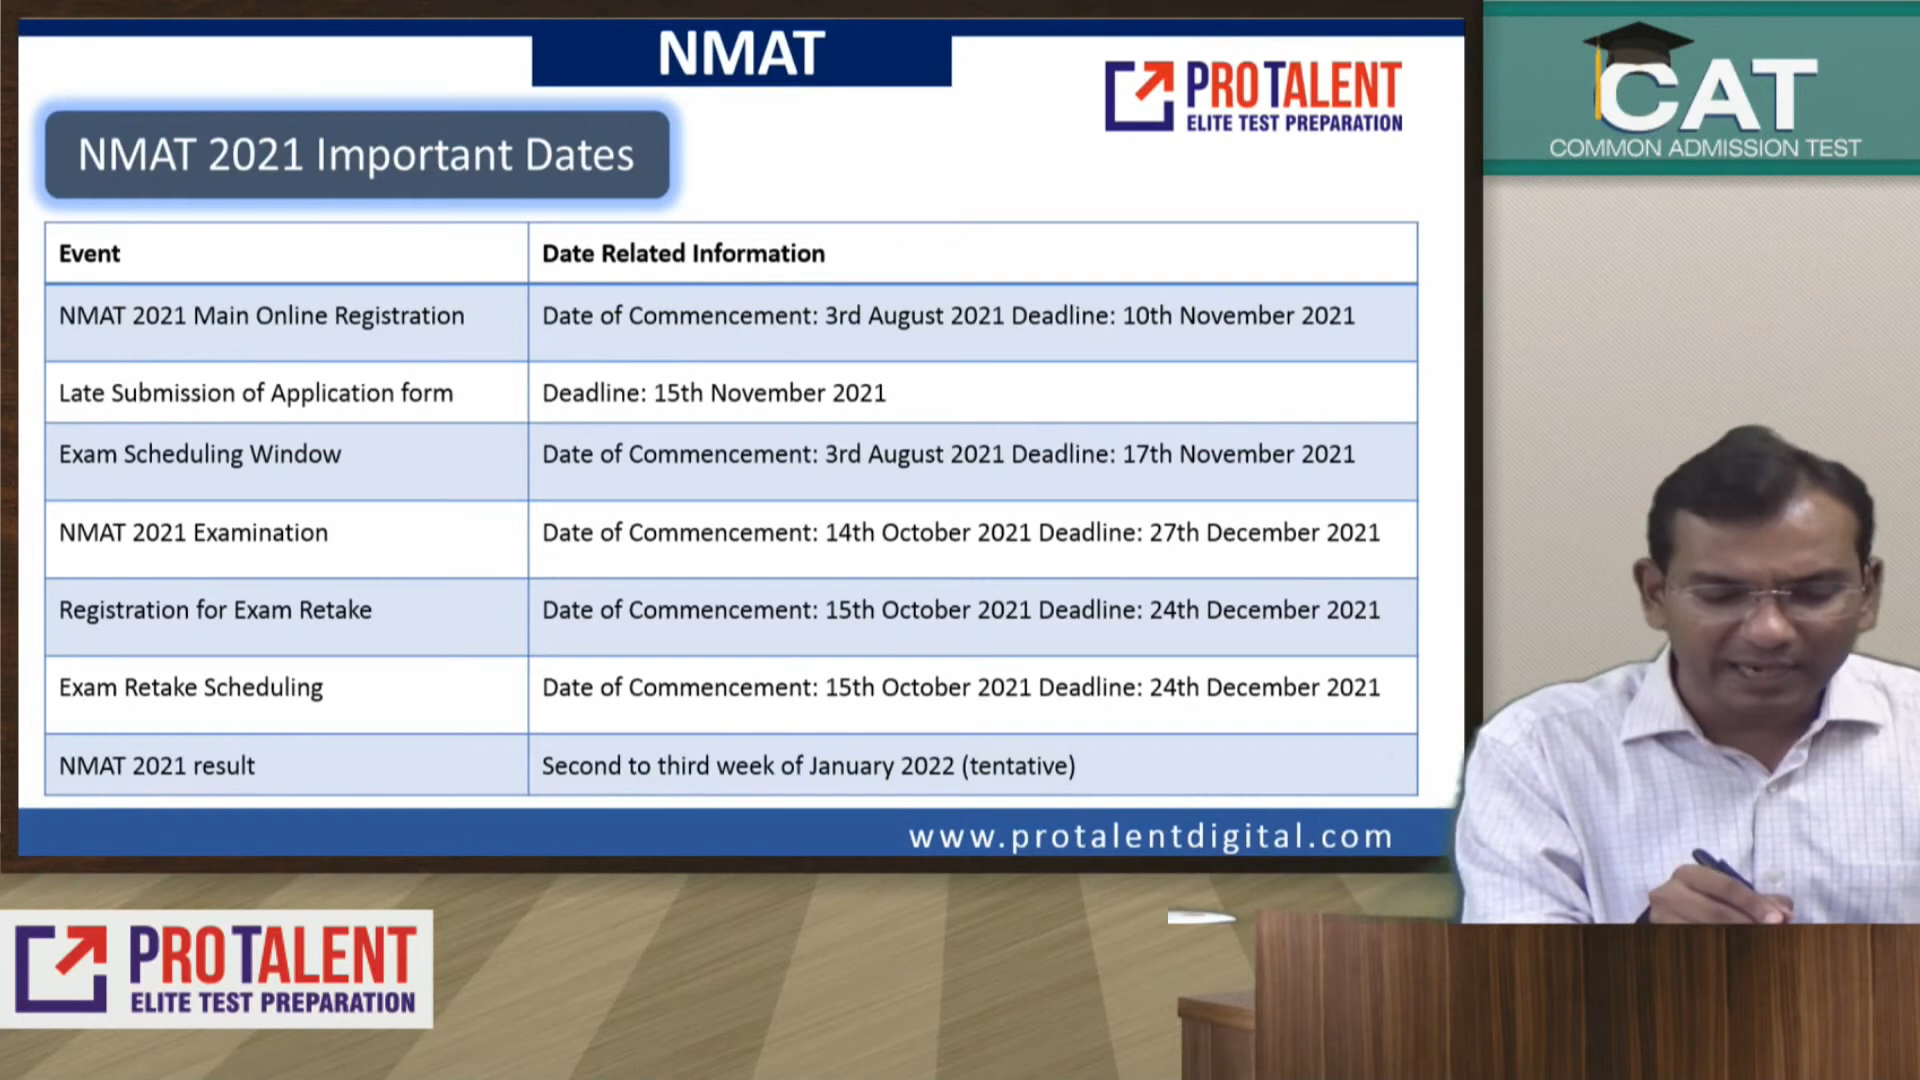 NMAT
PROTALENT
ELITE TEST PREPARATION
CAT
COMMON ADMISSION TEST
NMAT 2021 Important Dates
Event Date Related Information
NMAT 2021 Main Online Registration Date of Commencement: 3rd August 2021 Deadline: 10th November 2021
Late Submission of Application form Deadline: 15th November 2021
Exam Scheduling Window Date of Commencement: 3rd August 2021 Deadline: 17th November 2021
NMAT 2021 Examination Date of Commencement: 14th October 2021 Deadline: 27th December 2021
Registration for Exam Retake Date of Commencement: 15th October 2021 Deadline: 24th December 2021
Exam Retake Scheduling Date of Commencement: 15th October 2021 Deadline: 24th December 2021
NMAT 2021 result Second to third week of January 2022 (tentative)
www.protalentdigital.com
PROTALENT
ELITE TEST PREPARATION